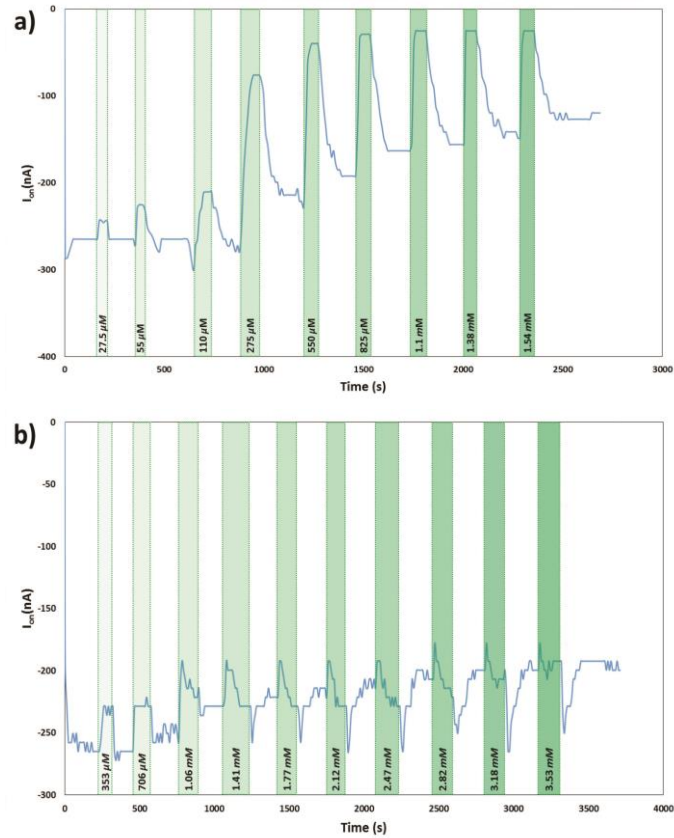 a)
0
-100
-200
-300
-400
I_on(nA)
27.5 µM
55 µM
110 µM
275 µM
550 µM
825 µM
1.1 mM
1.38 mM
1.54 mM
0 500 1000 1500 2000 2500 3000
Time (s)
b)
0
-50
-100
-150
-200
-250
-300
I_on(nA)
353 µM
706 µM
1.06 mM
1.41 mM
1.77 mM
2.12 mM
2.47 mM
2.82 mM
3.18 mM
3.53 mM
0 500 1000 1500 2000 2500 3000 3500 4000
Time (s)